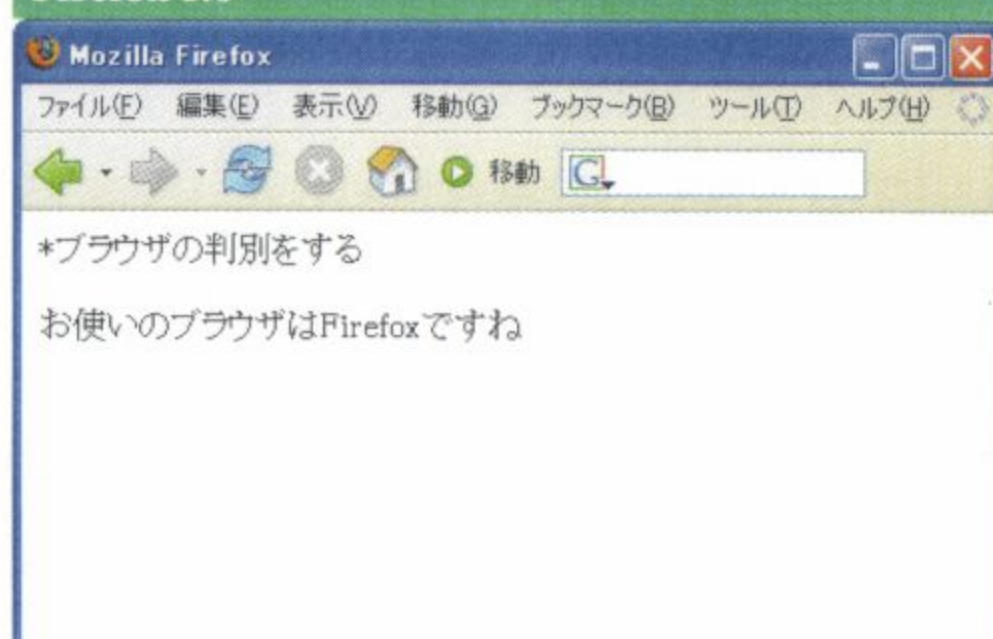 Mozilla Firefox
ファイル(F) 編集(E) 表示(V) 移動(G) ブックマーク(B) ツール(T) ヘルプ(H)
移動 G
*ブラウザの判別をする
お使いのブラウザはFirefoxですね